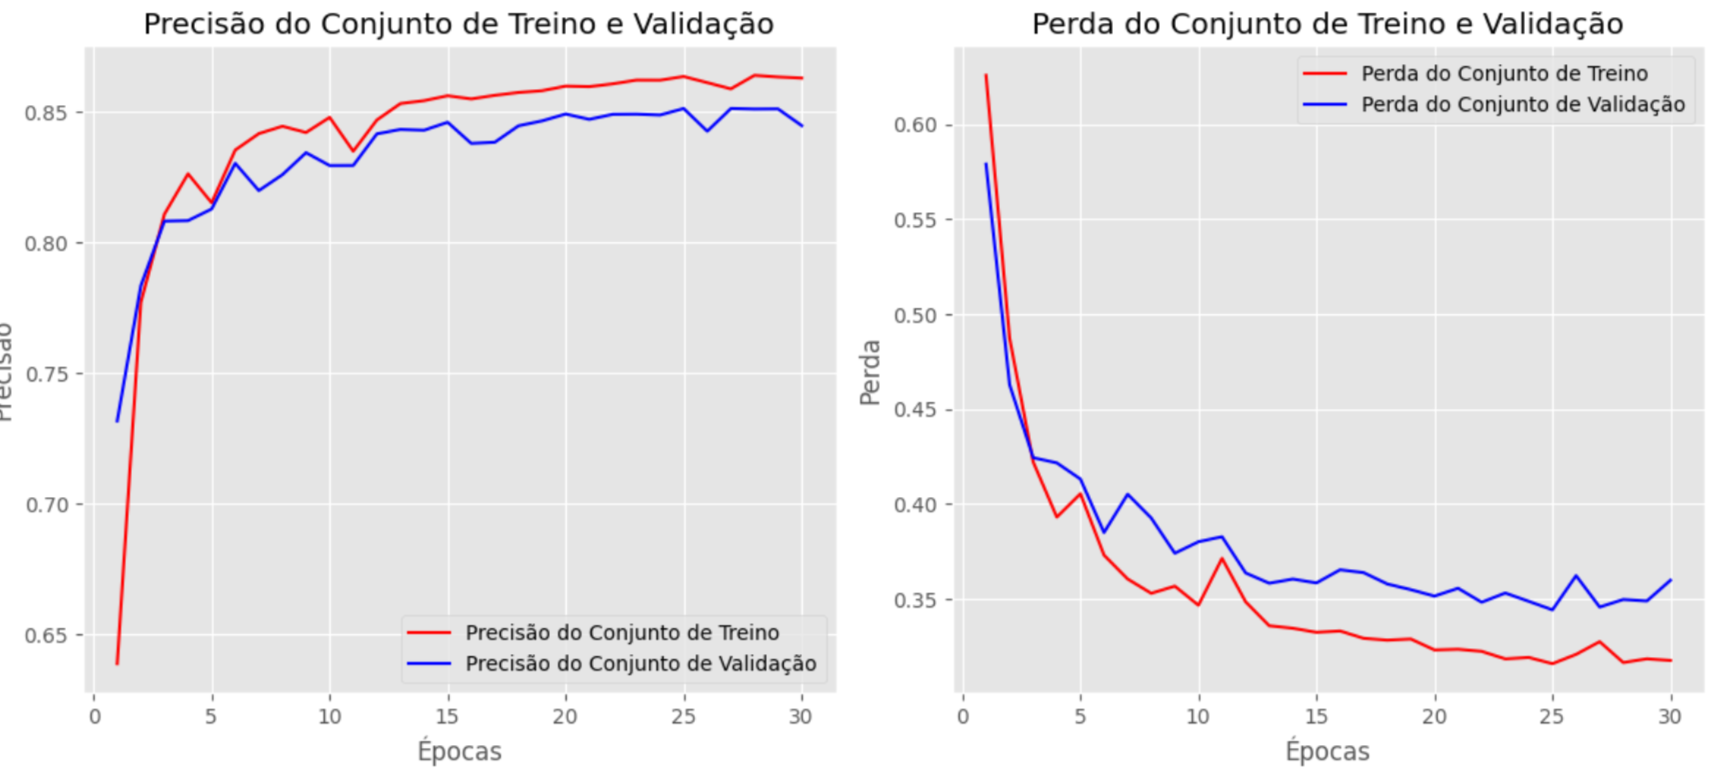 Precisão do Conjunto de Treino e Validação
0.85
0.80
0.75
0.70
0.65
Precisão
Precisão do Conjunto de Treino
Precisão do Conjunto de Validação
0 5 10 15 20 25 30
Épocas
Perda do Conjunto de Treino e Validação
Perda do Conjunto de Treino
Perda do Conjunto de Validação
0.60
0.55
0.50
0.45
0.40
0.35
Perda
0 5 10 15 20 25 30
Épocas